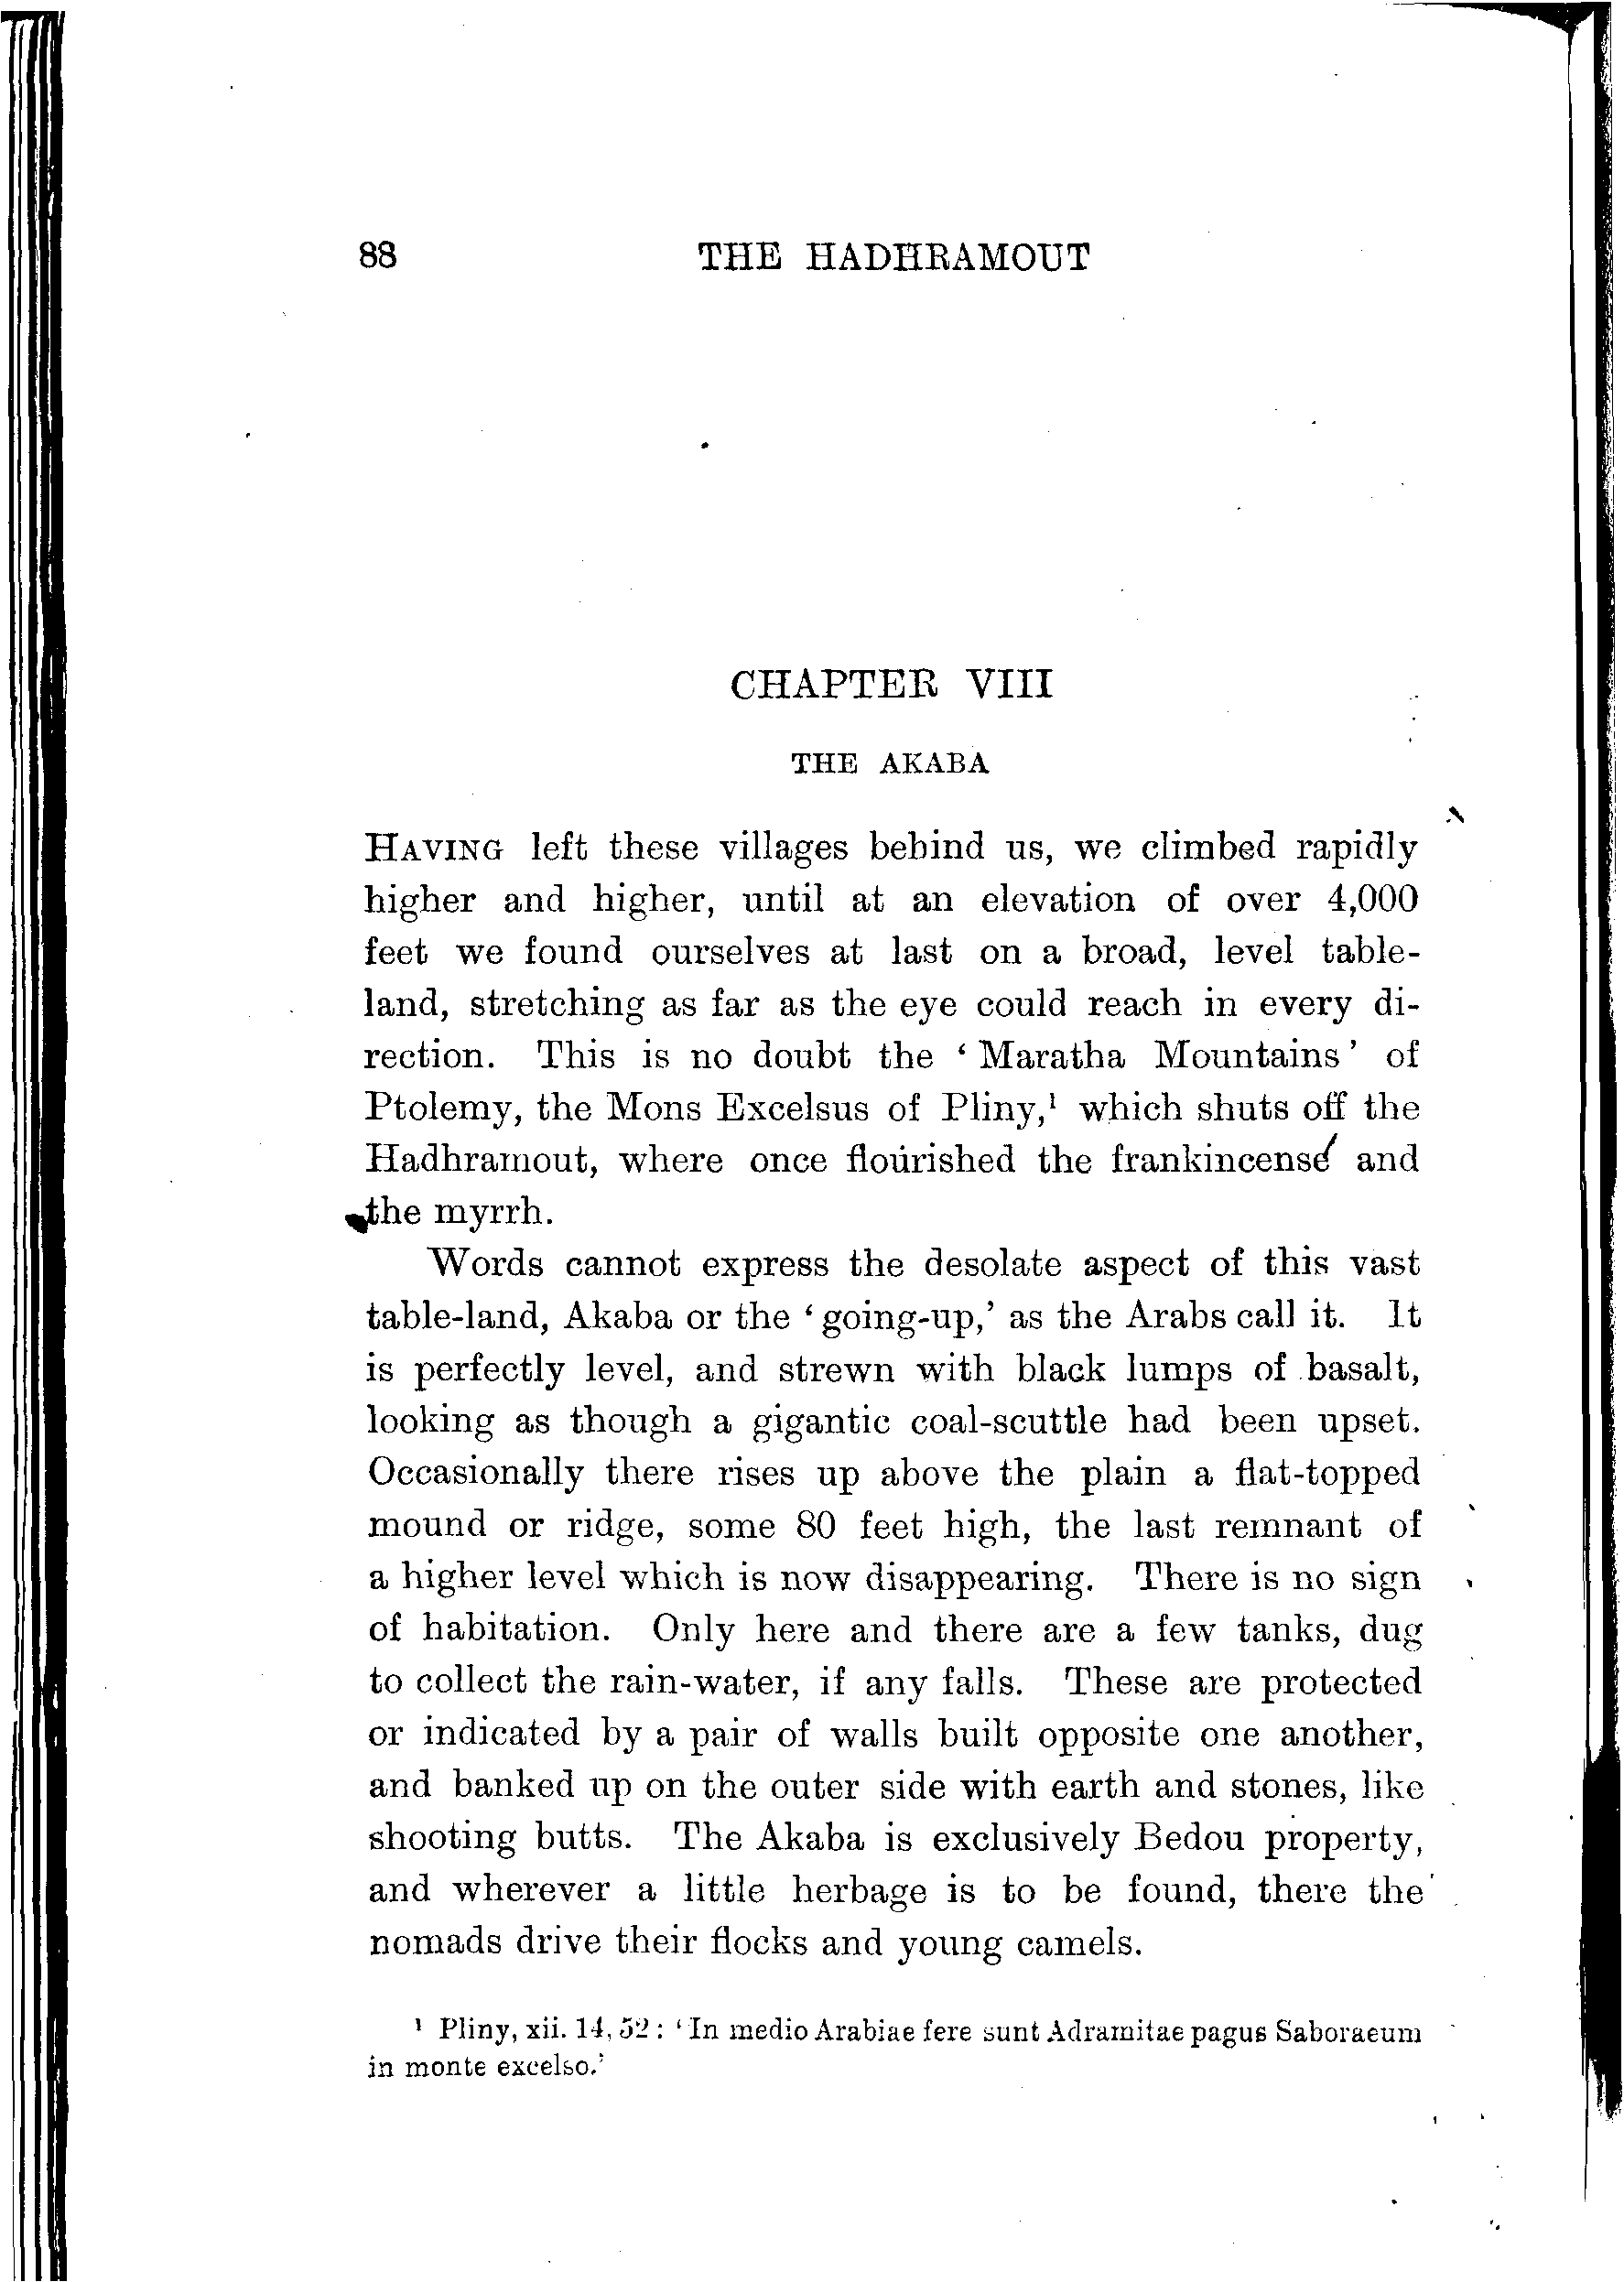 88 THE HADHRAMOUT
CHAPTER VIII
THE AKABA
HAVING left these villages behind us, we climbed rapidly
higher and higher, until at an elevation of over 4,000
feet we found ourselves at last on a broad, level table-
land, stretching as far as the eye could reach in every di-
rection. This is no doubt the ‘Maratha Mountains’ of
Ptolemy, the Mons Excelsus of Pliny,¹ which shuts off the
Hadhramout, where once flourished the frankincense and
the myrrh.
Words cannot express the desolate aspect of this vast
table-land, Akaba or the ‘going-up,’ as the Arabs call it. It
is perfectly level, and strewn with black lumps of basalt,
looking as though a gigantic coal-scuttle had been upset.
Occasionally there rises up above the plain a flat-topped
mound or ridge, some 80 feet high, the last remnant of
a higher level which is now disappearing. There is no sign
of habitation. Only here and there are a few tanks, dug
to collect the rain-water, if any falls. These are protected
or indicated by a pair of walls built opposite one another,
and banked up on the outer side with earth and stones, like
shooting butts. The Akaba is exclusively Bedou property,
and wherever a little herbage is to be found, there the
nomads drive their flocks and young camels.
¹ Pliny, xii. 14, 52: ‘In medio Arabiae fere sunt Adramitae pagus Saboraeum
in monte excelso.’